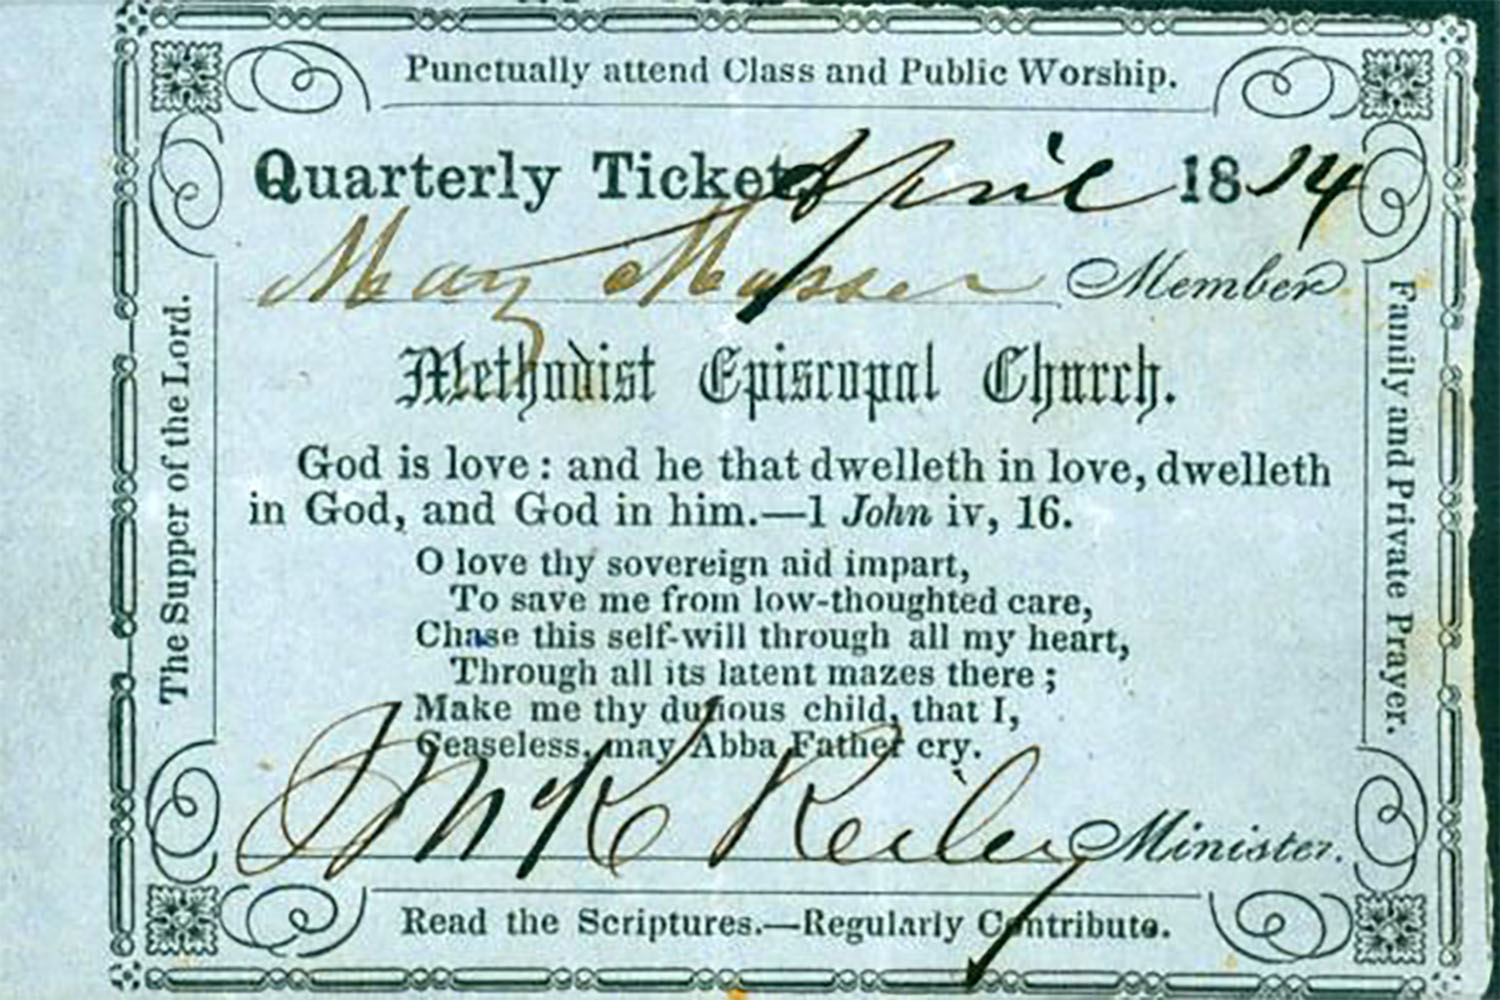 Punctually attend Class and Public Worship.
Quarterly Ticket, April 1874
Mary Musser Member
Methodist Episcopal Church.
God is love: and he that dwelleth in love, dwelleth
in God, and God in him.—1 John iv, 16.
O love thy sovereign aid impart,
To save me from low-thoughted care,
Chase this self-will through all my heart,
Through all its latent mazes there;
Make me thy duteous child, that I,
Ceaseless, may Abba Father cry.
J McK Reiley Minister.
Read the Scriptures.—Regularly Contribute.
The Supper of the Lord.
Family and Private Prayer.